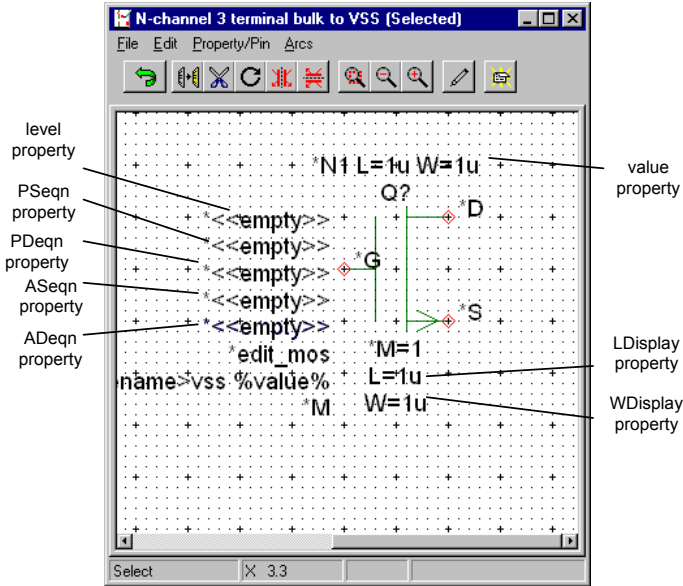 N-channel 3 terminal bulk to VSS (Selected)
File Edit Property/Pin Arcs
level property
PSeqn property
PDeqn property
ASeqn property
ADeqn property
*N1 L=1u W=1u
value property
Q?
*<<empty>>
*D
*<<empty>>
*<<empty>>
*G
*<<empty>>
*S
*<<empty>>
*edit_mos
*M=1
LDisplay property
ename>vss %value%
L=1u
*M
W=1u
WDisplay property
Select
X 3.3